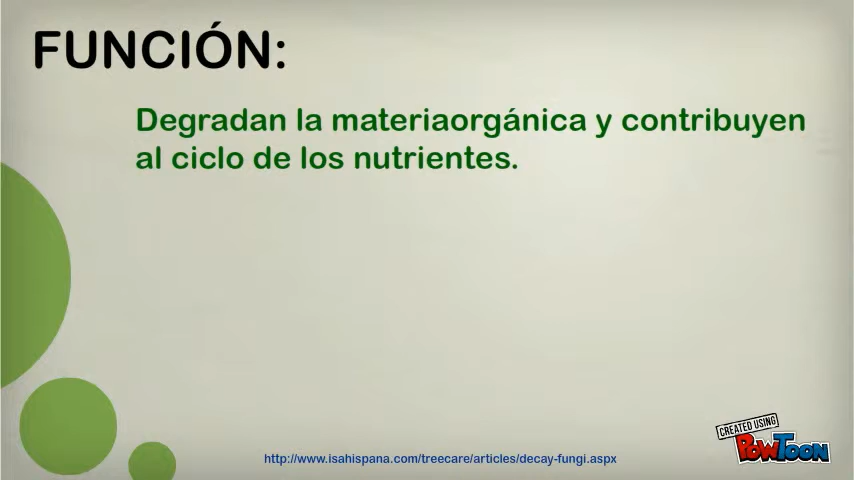 FUNCIÓN:
Degradan la materiaorgánica y contribuyen
al ciclo de los nutrientes.
CREATED USING
POWTOON
http://www.isahispana.com/treecare/articles/decay-fungi.aspx